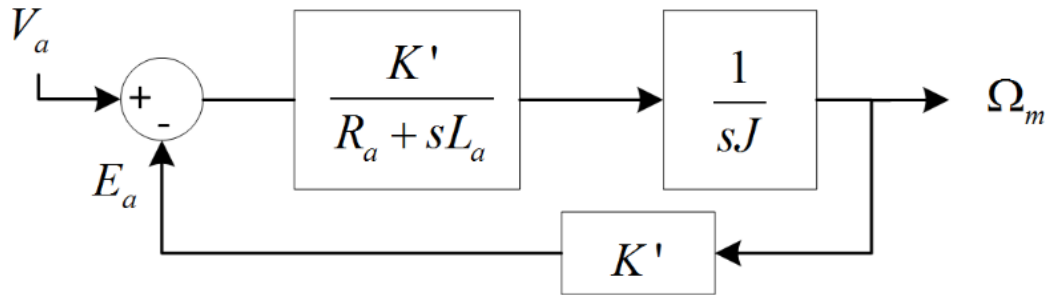 V_a
+
-
K'
R_a + sL_a
1
sJ
Ω_m
E_a
K'